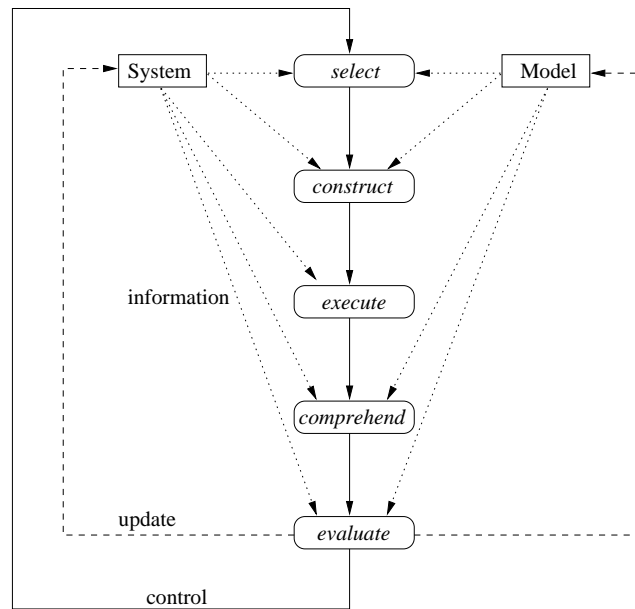 System
select
Model
construct
information
execute
comprehend
update
evaluate
control